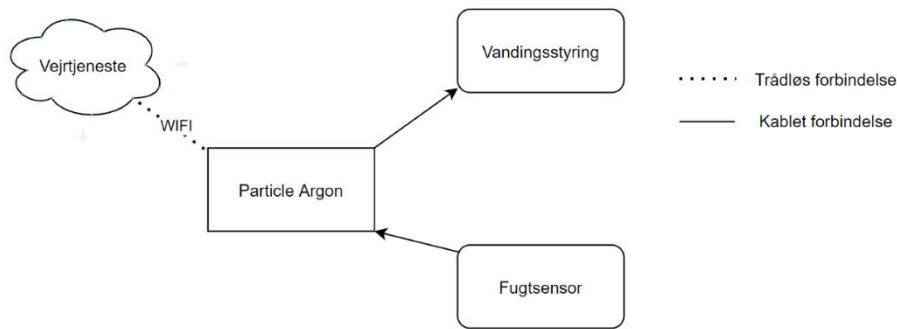 Vejrtjeneste
WIFI
Particle Argon
Vandingsstyring
Fugtsensor
Trådløs forbindelse
Kablet forbindelse